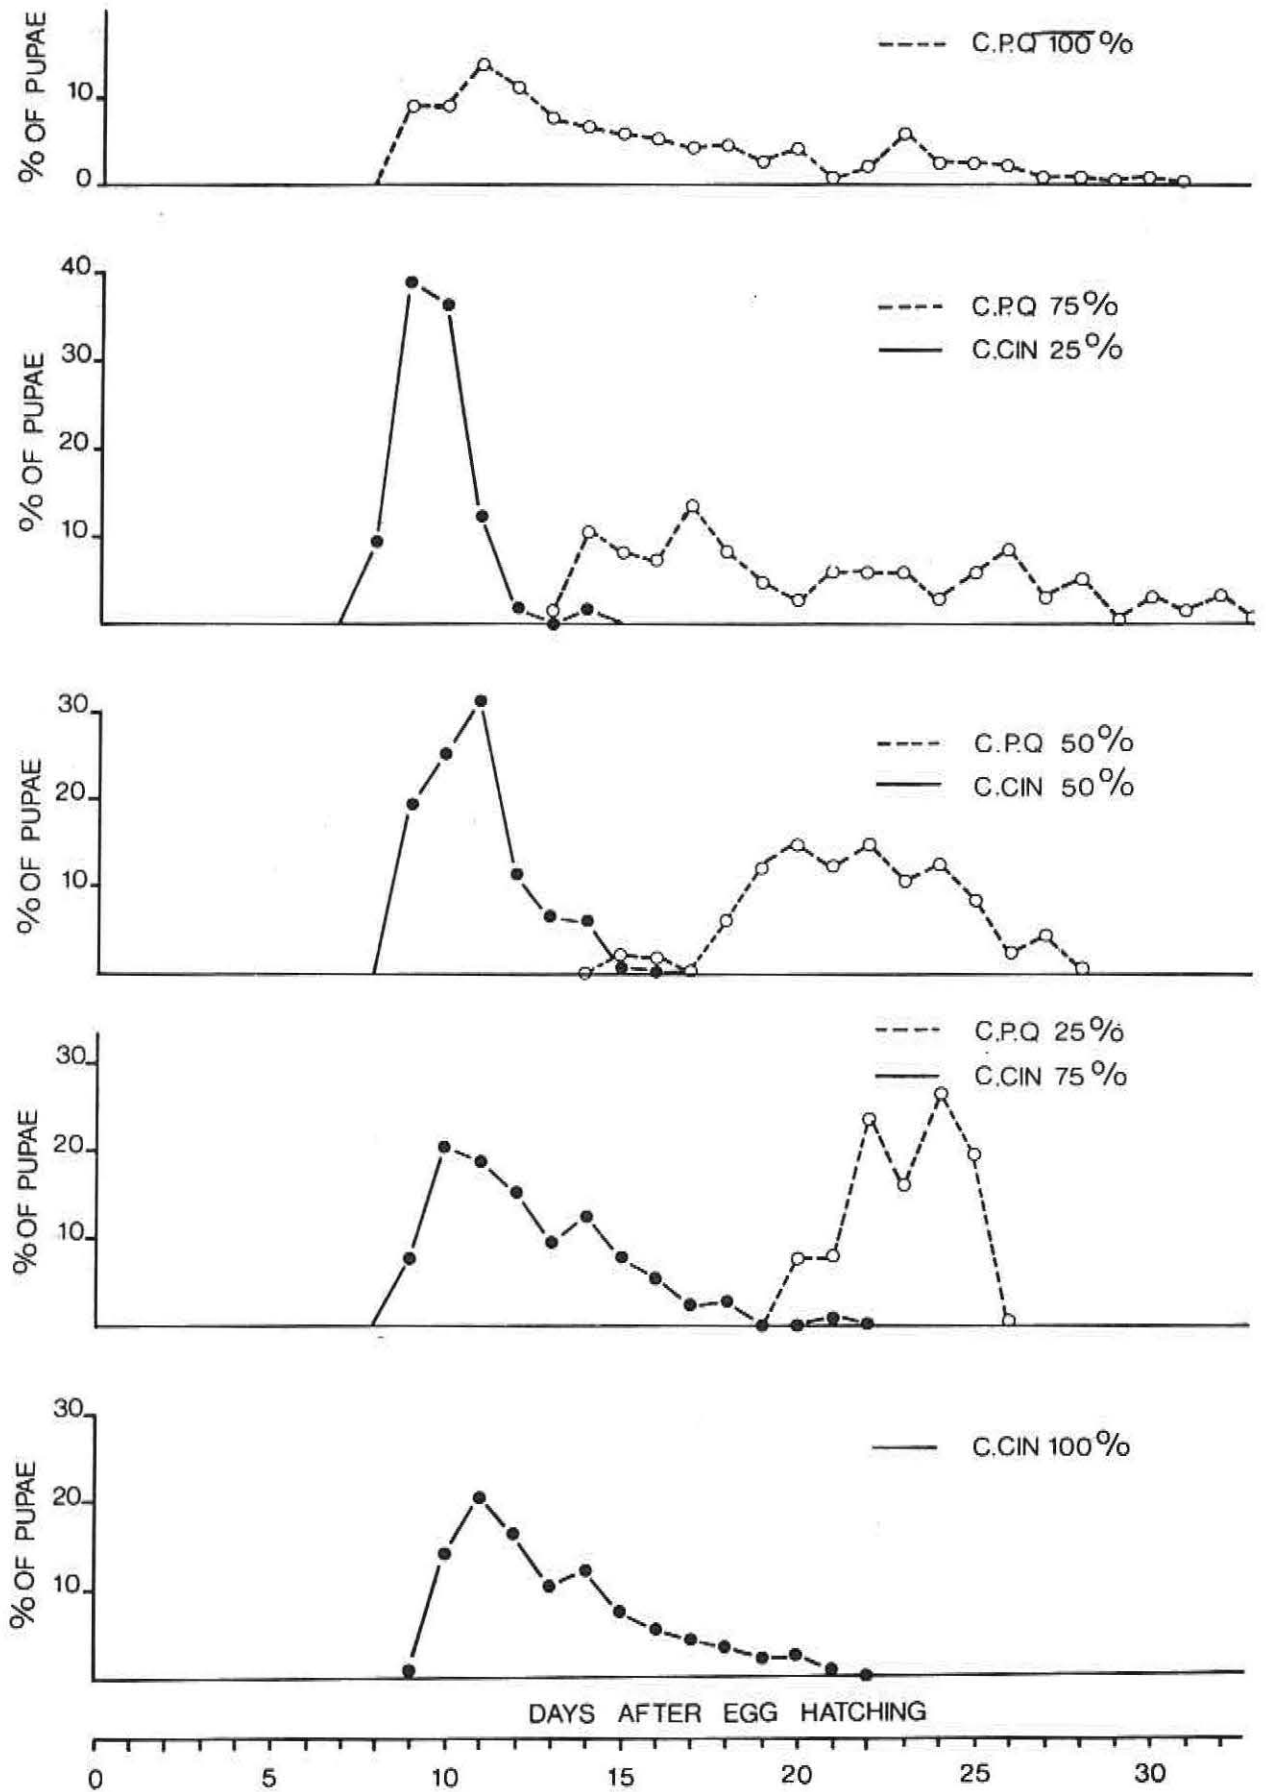 % OF PUPAE
10
0
C.P.Q 100%
% OF PUPAE
40
30
20
10
C.P.Q 75%
C.CIN 25%
% OF PUPAE
30
20
10
C.P.Q 50%
C.CIN 50%
% OF PUPAE
30
20
10
C.P.Q 25%
C.CIN 75%
% OF PUPAE
30
20
10
C.CIN 100%
DAYS AFTER EGG HATCHING
0 5 10 15 20 25 30